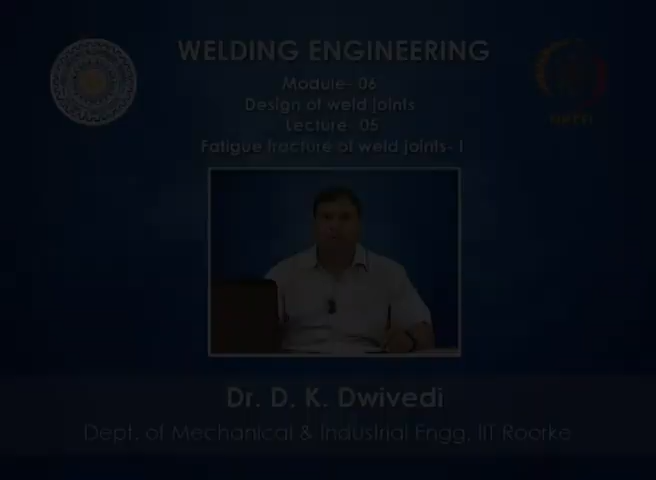 WELDING ENGINEERING
Module- 06
Design of weld joints
Lecture- 05
Fatigue fracture of weld joints- I
NPTEL
Dr. D. K. Dwivedi
Dept. of Mechanical & Industrial Engg. IIT Roorke